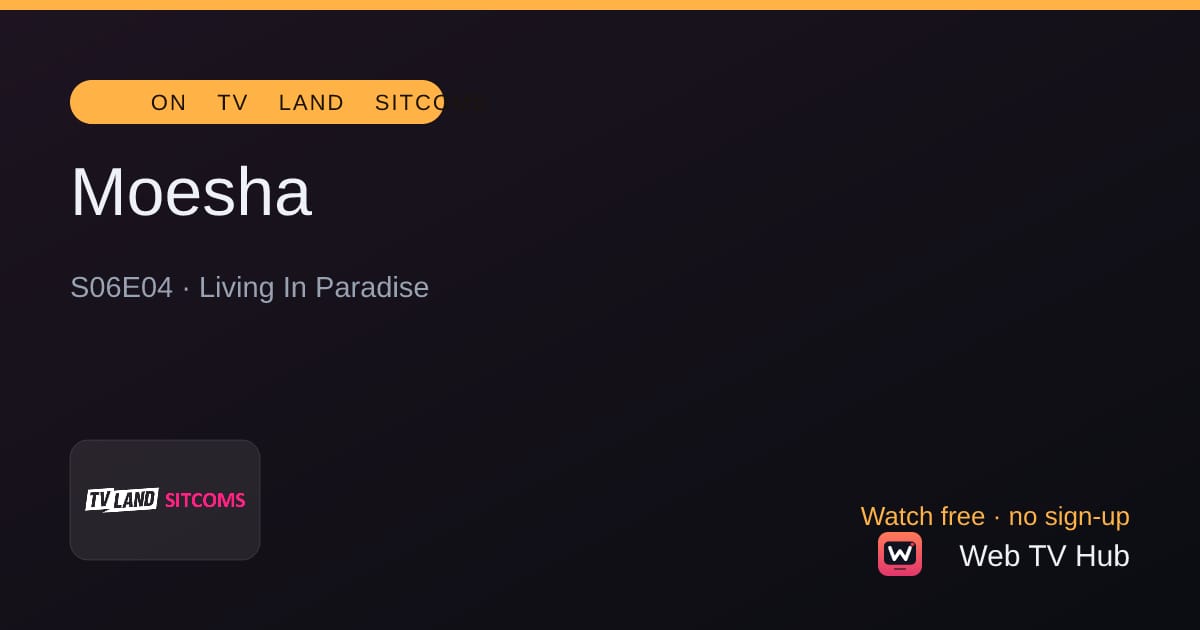 ON TV LAND SITCOMS
Moesha
S06E04 · Living In Paradise
TV LAND SITCOMS
Watch free · no sign-up
W Web TV Hub